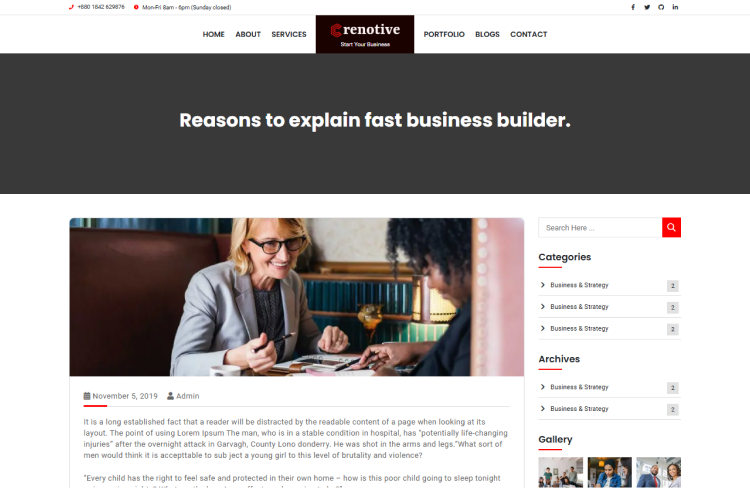 +880 1842 629876 Mon-Fri 8am - 6pm (Sunday closed)
HOME ABOUT SERVICES Crenotive PORTFOLIO BLOGS CONTACT
Start Your Business
Reasons to explain fast business builder.
Search Here ...
Categories
Business & Strategy 2
Business & Strategy 2
Business & Strategy 2
Archives
Business & Strategy 2
Business & Strategy 2
Gallery
November 5, 2019 Admin
It is a long established fact that a reader will be distracted by the readable content of a page when looking at its
layout. The point of using Lorem Ipsum The man, who is in a stable condition in hospital, has "potentially life-changing
injuries" after the overnight attack in Garvagh, County Lono donderry. He was shot in the arms and legs."What sort of
men would think it is accepttable to sub ject a young girl to this level of brutality and violence?
"Every child has the right to feel safe and protected in their own home – how is this poor child going to sleep tonight